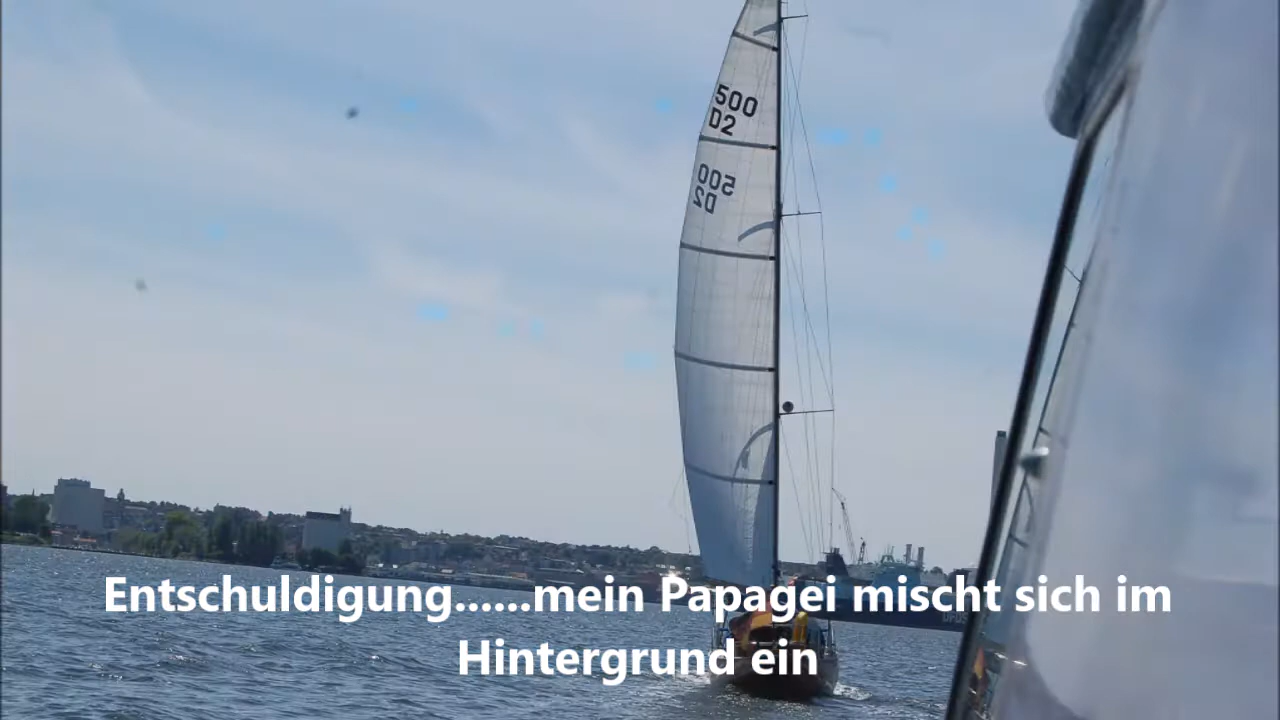 500
D2
500
D2
Entschuldigung......mein Papagei mischt sich im
Hintergrund ein